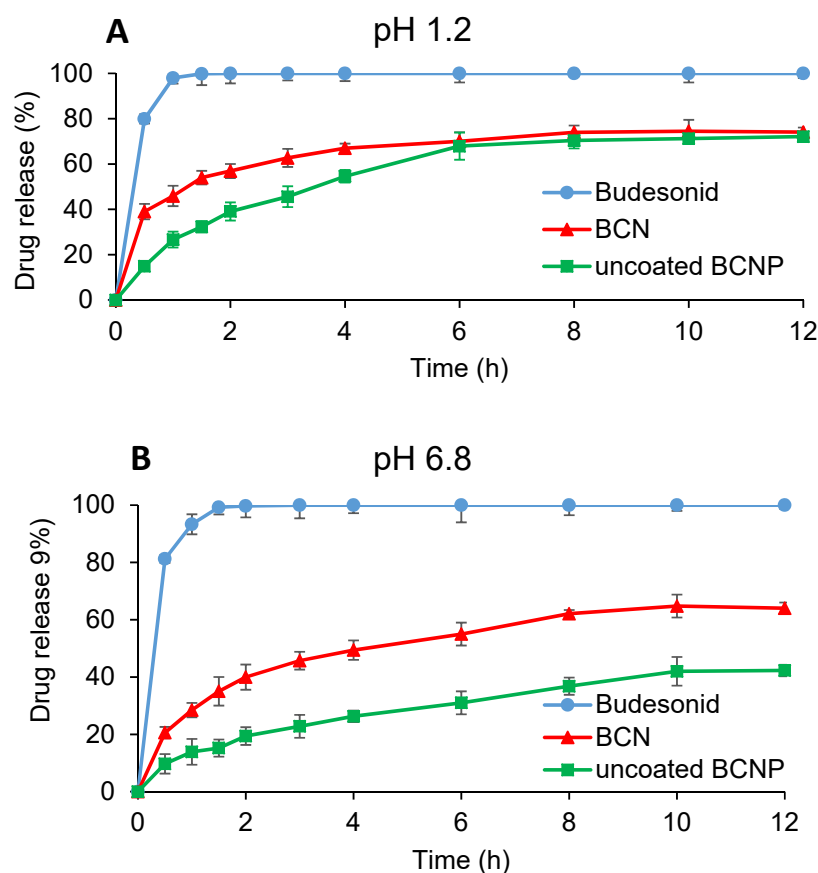 A
pH 1.2
Drug release (%)
100
80
60
40
20
0
Budesonid
BCN
uncoated BCNP
0 2 4 6 8 10 12
Time (h)
B
pH 6.8
Drug release 9%)
100
80
60
40
20
0
Budesonid
BCN
uncoated BCNP
0 2 4 6 8 10 12
Time (h)